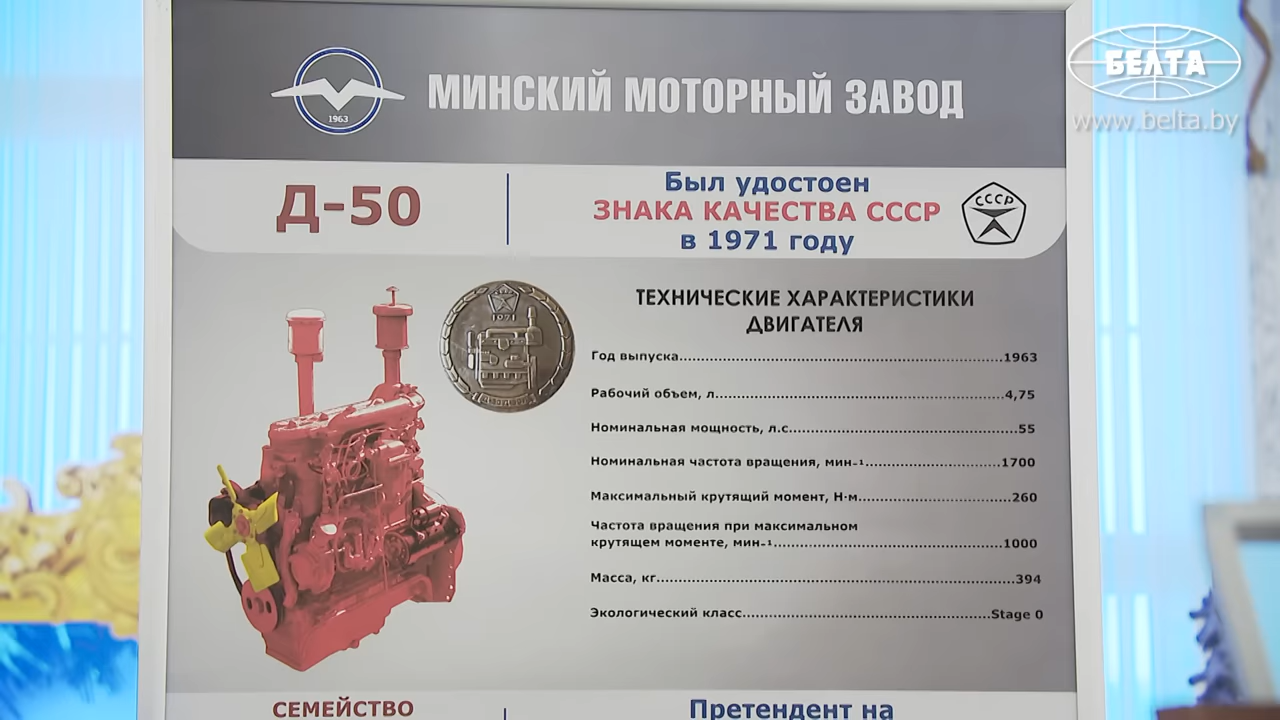 БЕЛТА
www.belta.by
1963
МИНСКИЙ МОТОРНЫЙ ЗАВОД
Д-50
Был удостоен
ЗНАКА КАЧЕСТВА СССР
в 1971 году
СССР
1971
ТЕХНИЧЕСКИЕ ХАРАКТЕРИСТИКИ
ДВИГАТЕЛЯ
Год выпуска....................1963
Рабочий объем, л....................4,75
Номинальная мощность, л.с....................55
Номинальная частота вращения, мин-1....................1700
Максимальный крутящий момент, Н·м....................260
Частота вращения при максимальном
крутящем моменте, мин-1....................1000
Масса, кг....................394
Экологический класс....................Stage 0
СЕМЕЙСТВО
Претендент на